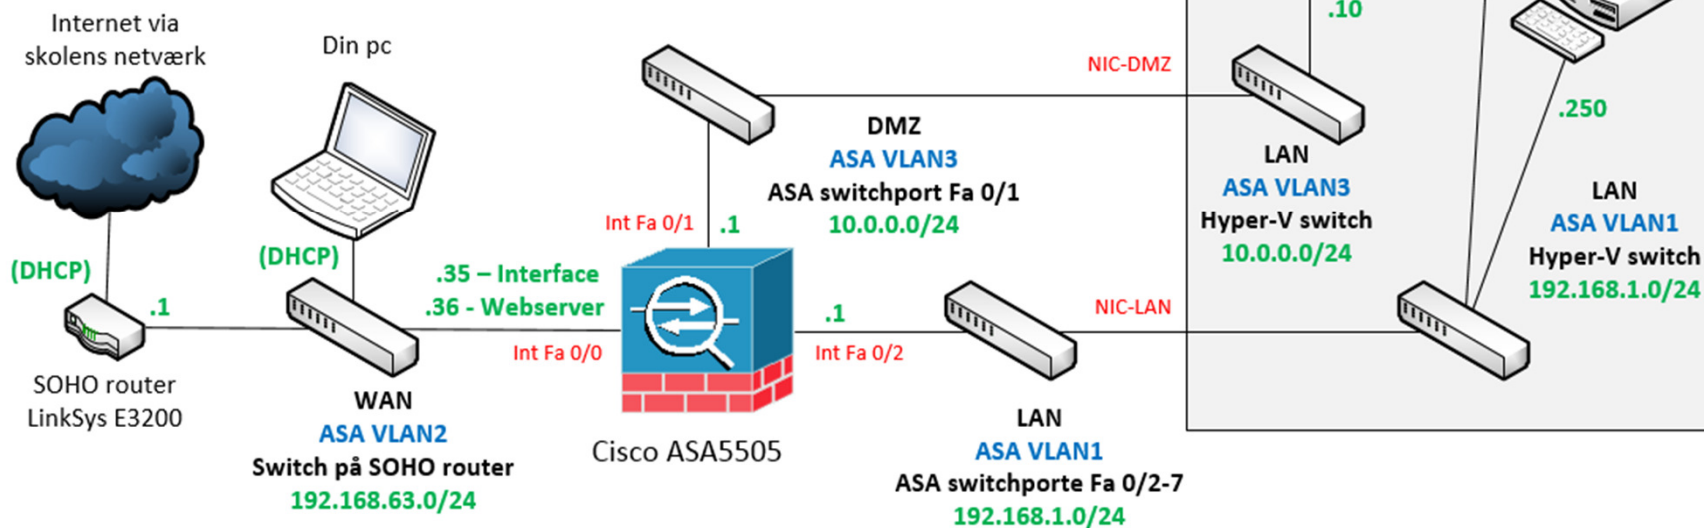 Internet via
skolens netværk
Din pc
(DHCP)
(DHCP)
.1
SOHO router
LinkSys E3200
.35 – Interface
.36 - Webserver
Int Fa 0/0
WAN
ASA VLAN2
Switch på SOHO router
192.168.63.0/24
Int Fa 0/1
.1
DMZ
ASA VLAN3
ASA switchport Fa 0/1
10.0.0.0/24
Cisco ASA5505
.1
Int Fa 0/2
LAN
ASA VLAN1
ASA switchporte Fa 0/2-7
192.168.1.0/24
NIC-DMZ
NIC-LAN
.10
LAN
ASA VLAN3
Hyper-V switch
10.0.0.0/24
.250
LAN
ASA VLAN1
Hyper-V switch
192.168.1.0/24